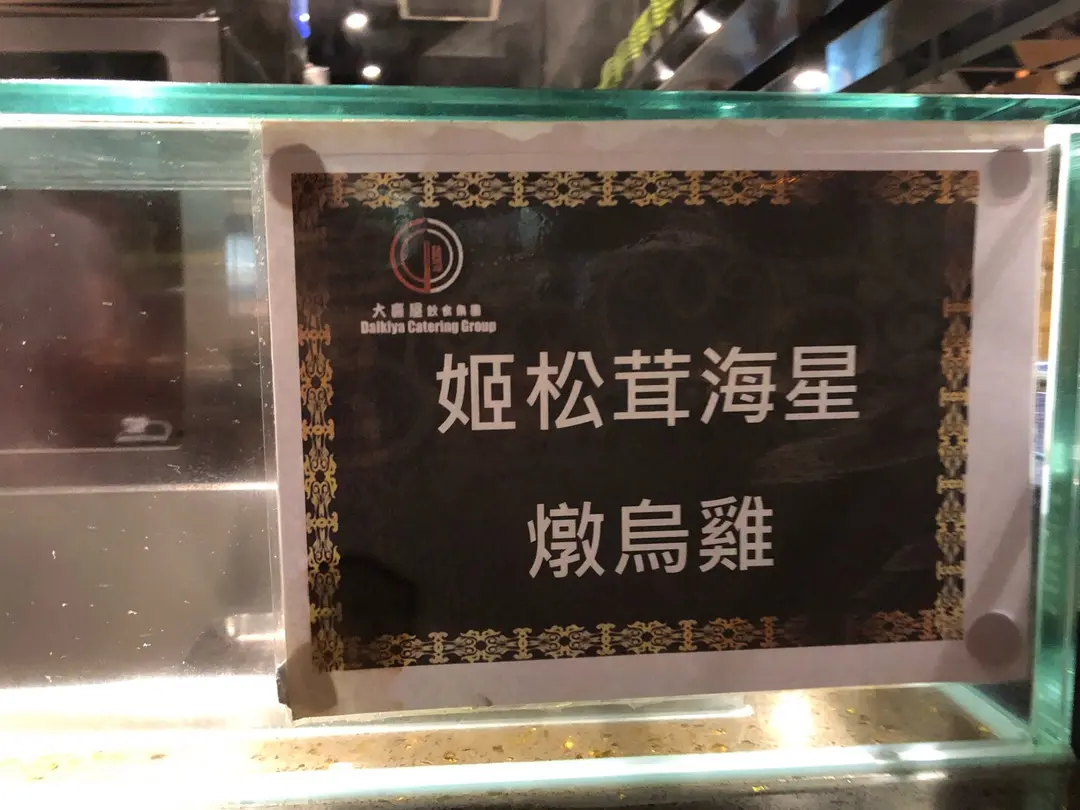 大喜屋飲食集團
Daikiya Catering Group
姬松茸海星
燉烏雞